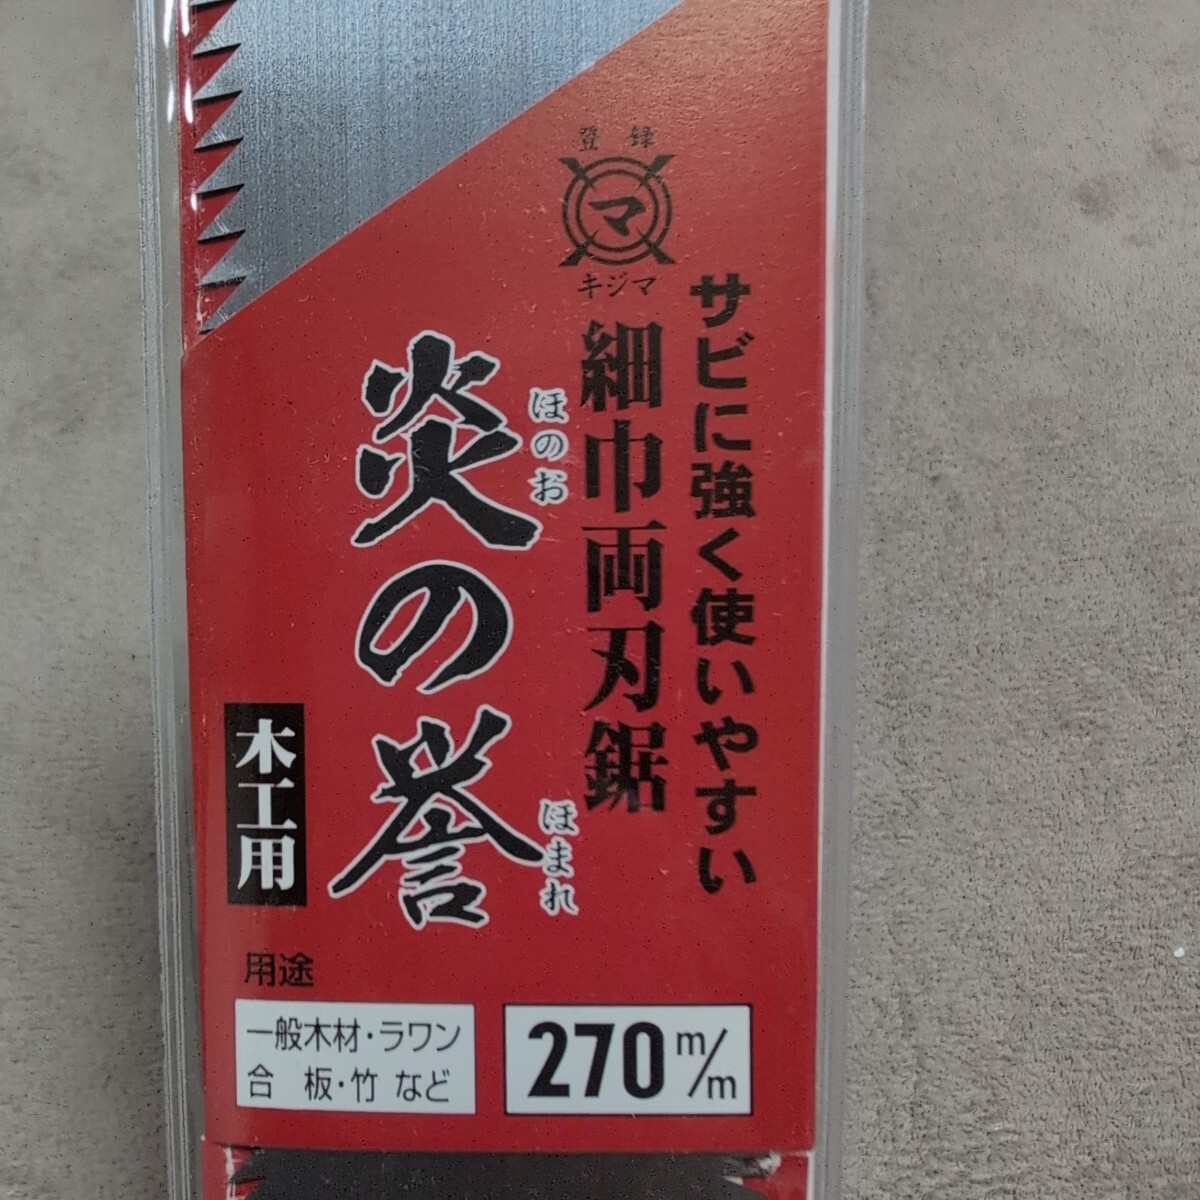 登録
マ
キジマ
サビに強く使いやすい
細巾両刃鋸
炎の誉
ほのお
ほまれ
木工用
用途
一般木材・ラワン
合板・竹など
270m/m